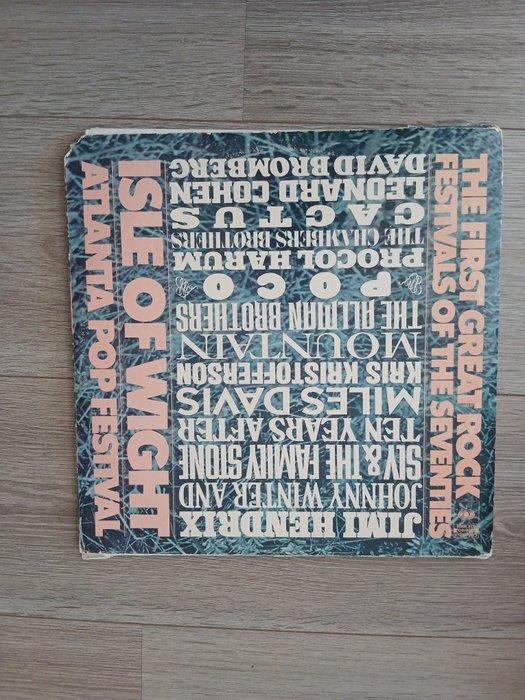 THE FIRST GREAT ROCK
FESTIVALS OF THE SEVENTIES
ISLE OF WIGHT
ATLANTA POP FESTIVAL
JIMI HENDRIX
JOHNNY WINTER AND
SLY & THE FAMILY STONE
TEN YEARS AFTER
MILES DAVIS
KRIS KRISTOFFERSON
MOUNTAIN
THE ALLMAN BROTHERS
POCO
PROCOL HARUM
THE CHAMBERS BROTHERS
CACTUS
LEONARD COHEN
DAVID BROMBERG